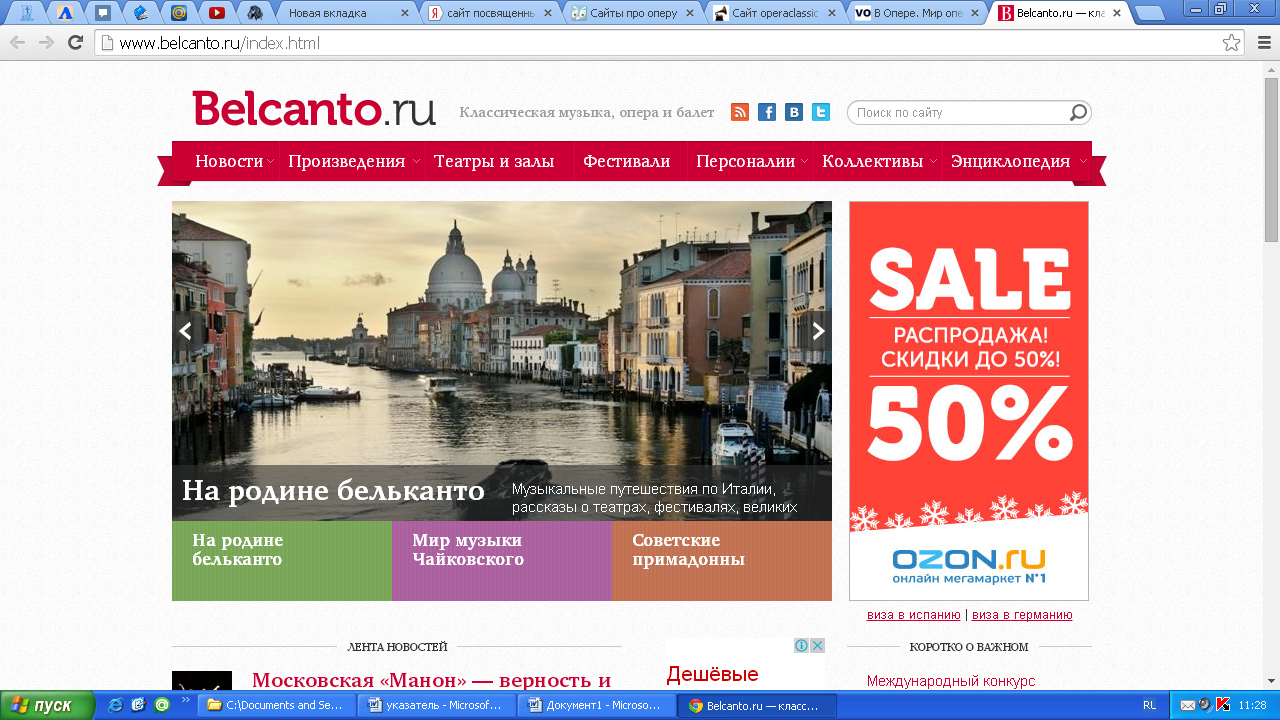 Новая вкладка
сайт посвященны
Сайты про оперу
Сайт operaclassic
В Опере. Мир опе
Belcanto.ru — кла
www.belcanto.ru/index.html
Belcanto.ru
Классическая музыка, опера и балет
Поиск по сайту
Новости
Произведения
Театры и залы
Фестивали
Персоналии
Коллективы
Энциклопедия
На родине бельканто
Музыкальные путешествия по Италии,
рассказы о театрах, фестивалях, великих
На родине
бельканто
Мир музыки
Чайковского
Советские
примадонны
SALE
РАСПРОДАЖА!
СКИДКИ ДО 50%!
50%
OZON.RU
онлайн мегамаркет №1
виза в испанию | виза в германию
ЛЕНТА НОВОСТЕЙ
Московская «Манон» — верность и
Дешёвые
КОРОТКО О ВАЖНОМ
Международный конкурс
пуск
C:\Documents and Se...
указатель - Microsof...
Документ1 - Microso...
Belcanto.ru — класс...
RL
11:28